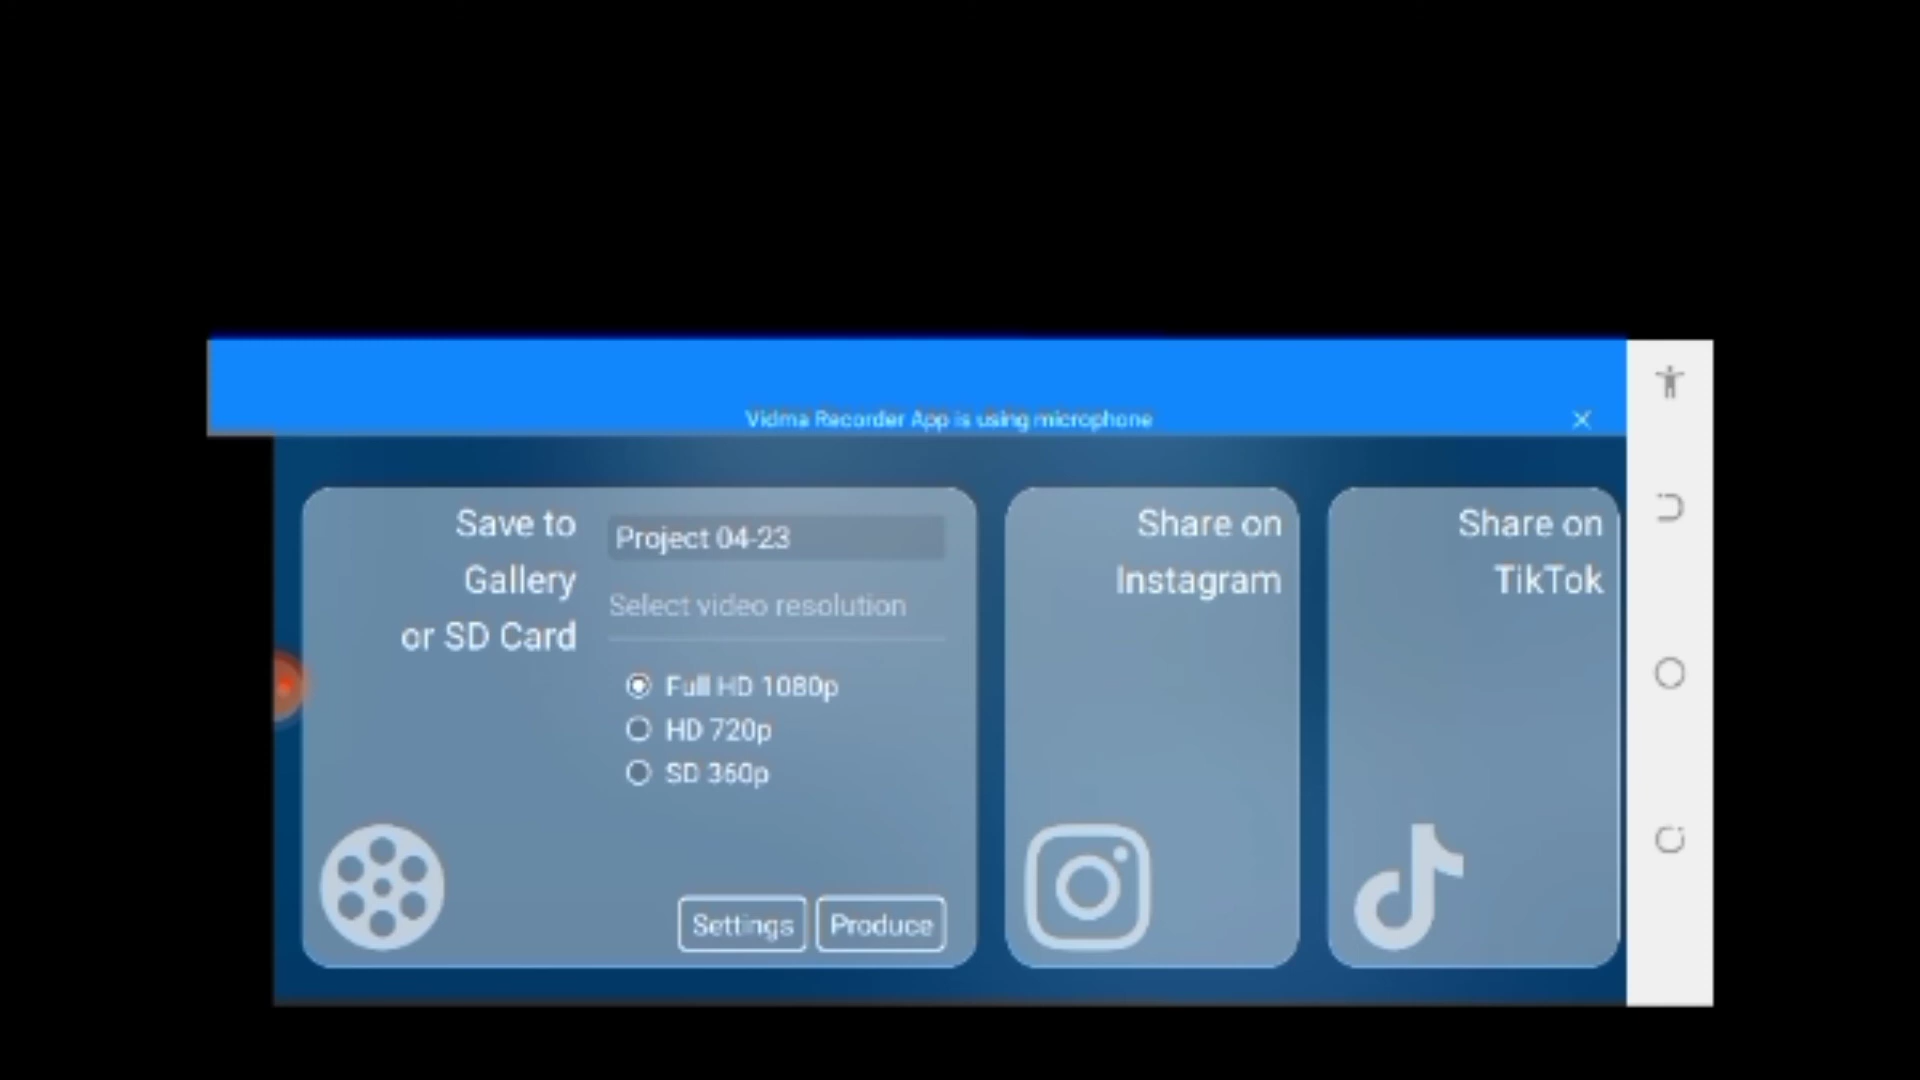 Vidma Recorder App is using microphone
Save to
Gallery
or SD Card
Project 04-23
Select video resolution
Full HD 1080p
HD 720p
SD 360p
Settings
Produce
Share on
Instagram
Share on
TikTok